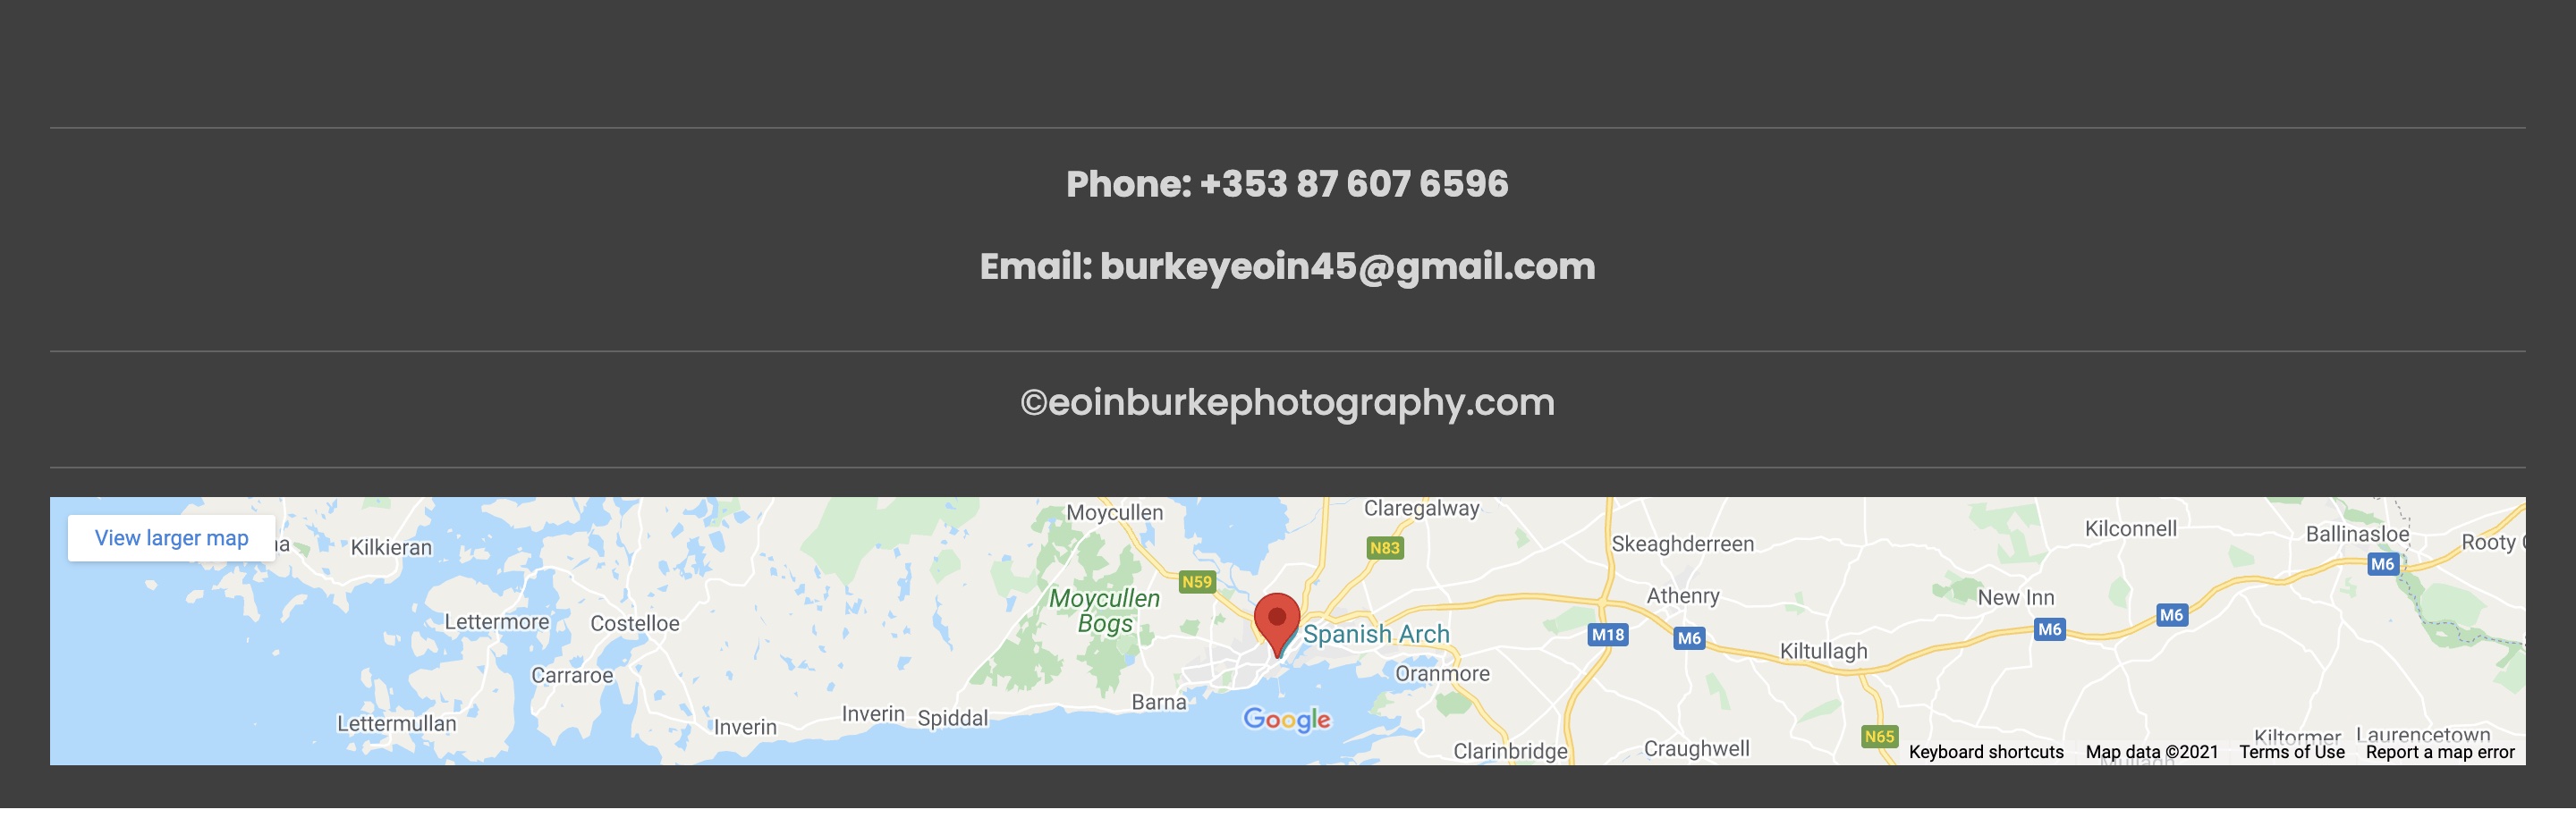 Phone: +353 87 607 6596
Email: burkeyeoin45@gmail.com
©eoinburkephotography.com
View larger map
na
Kilkieran
Moycullen
Claregalway
N83
Skeaghderreen
Kilconnell
Ballinasloe
Rooty
M6
N59
Moycullen
Bogs
Lettermore
Costelloe
Athenry
New Inn
M6
M6
Spanish Arch
M18
M6
Kiltullagh
Carraroe
Oranmore
Barna
Lettermullan
Inverin
Inverin
Spiddal
Google
Clarinbridge
Craughwell
N65
Kiltormer
Laurencetown
Keyboard shortcuts
Map data ©2021
Terms of Use
Report a map error